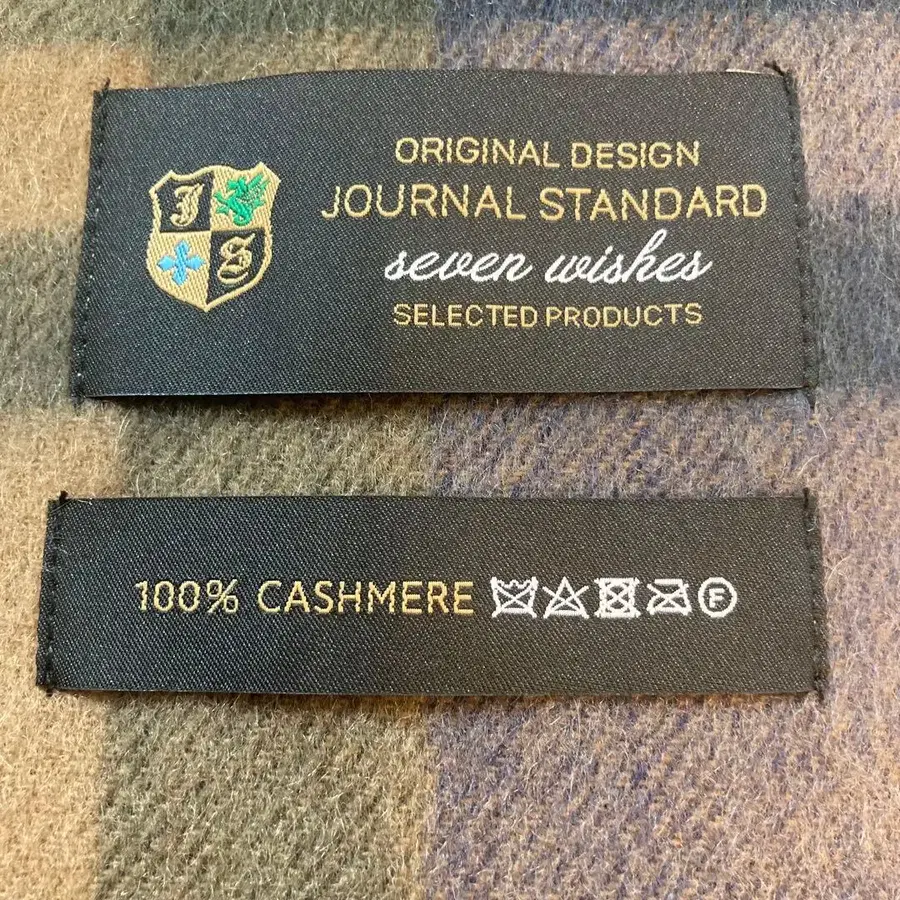 J
S
ORIGINAL DESIGN
JOURNAL STANDARD
seven wishes
SELECTED PRODUCTS
100% CASHMERE
F